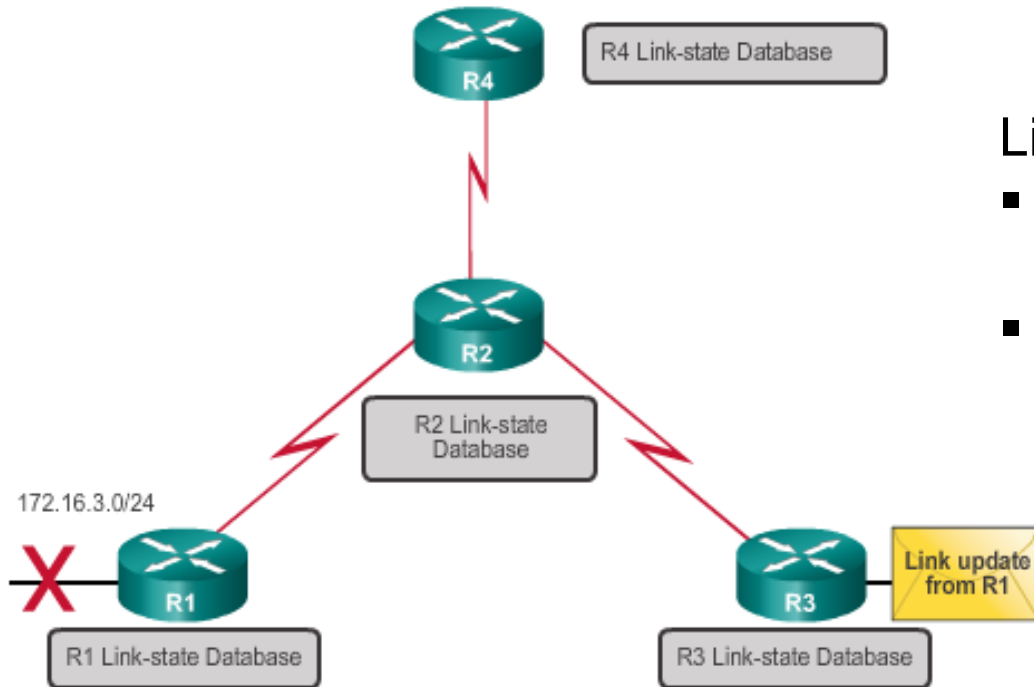 R4
R4 Link-state Database
Li
R2
R2 Link-state
Database
172.16.3.0/24
X
R1
R3
Link update
from R1
R1 Link-state Database
R3 Link-state Database